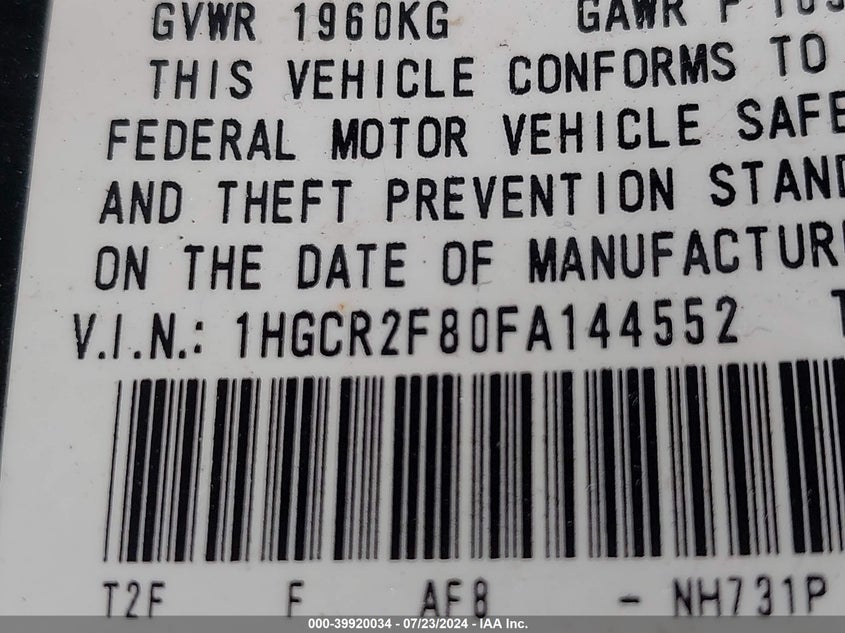 GVWR 1960KG GAWR F
THIS VEHICLE CONFORMS TO
FEDERAL MOTOR VEHICLE SAFE
AND THEFT PREVENTION STAND
ON THE DATE OF MANUFACTUR
V.I.N.: 1HGCR2F80FA144552 T
T2F F AF8 - NH731P
000-39920034 - 07/23/2024 - IAA Inc.